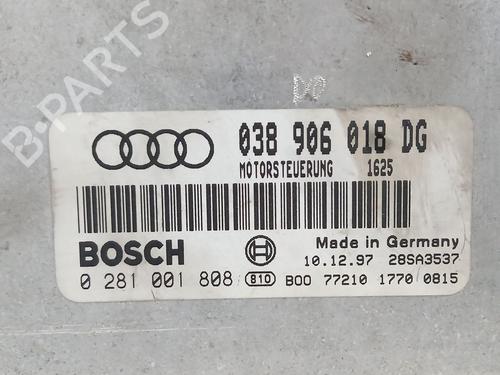 B-PARTS
038 906 018 DG
MOTORSTEUERUNG 1625
BOSCH
Made in Germany
10.12.97 28SA3537
0 281 001 808 810 B00 77210 1770 0815